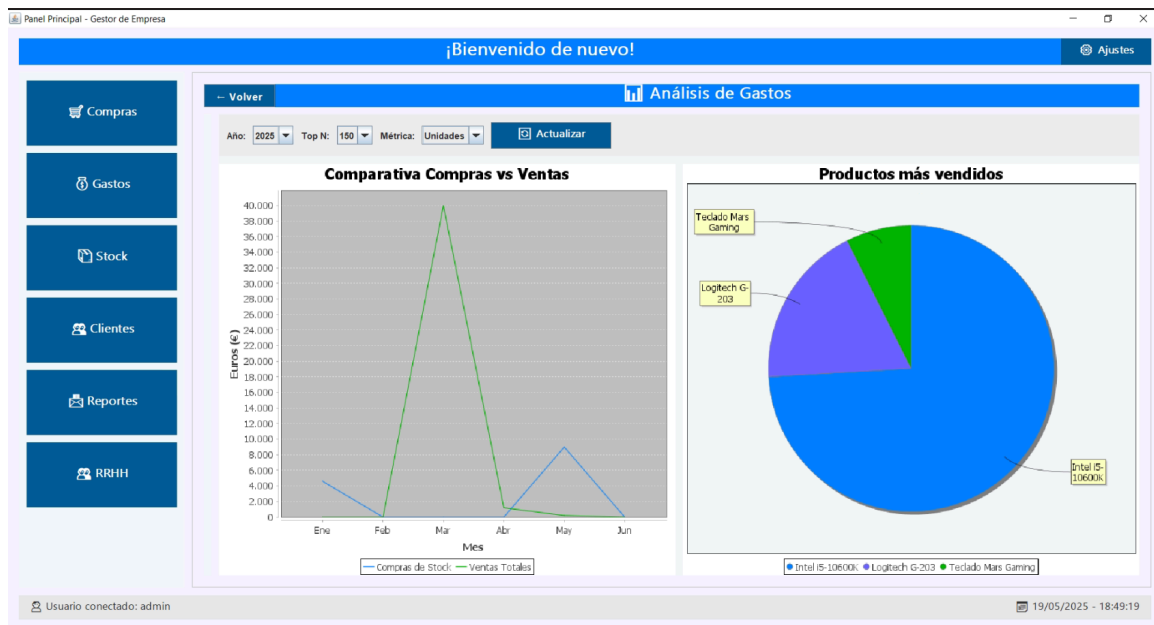 Panel Principal - Gestor de Empresa
¡Bienvenido de nuevo!
Ajustes
Compras
Gastos
Stock
Clientes
Reportes
RRHH
← Volver
Análisis de Gastos
Año: 2025 Top N: 150 Métrica: Unidades Actualizar
Comparativa Compras vs Ventas
40.000
38.000
36.000
34.000
32.000
30.000
28.000
26.000
24.000
22.000
20.000
18.000
16.000
14.000
12.000
10.000
8.000
6.000
4.000
2.000
0
Euros (€)
Ene Feb Mar Abr May Jun
Mes
Compras de Stock Ventas Totales
Productos más vendidos
Teclado Mars
Gaming
Logitech G-
203
Intel i5-
10600K
Intel i5-10600K Logitech G-203 Teclado Mars Gaming
Usuario conectado: admin
19/05/2025 - 18:49:19